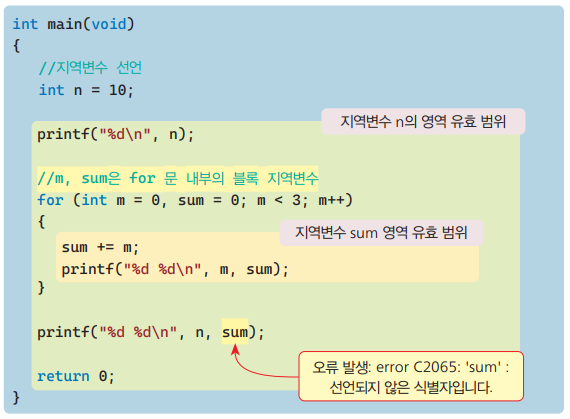 int main(void)
{
//지역변수 선언
int n = 10;
지역변수 n의 영역 유효 범위
printf("%d\n", n);
//m, sum은 for 문 내부의 블록 지역변수
for (int m = 0, sum = 0; m < 3; m++)
{
지역변수 sum 영역 유효 범위
sum += m;
printf("%d %d\n", m, sum);
}
printf("%d %d\n", n, sum);
오류 발생: error C2065: 'sum' :
선언되지 않은 식별자입니다.
return 0;
}